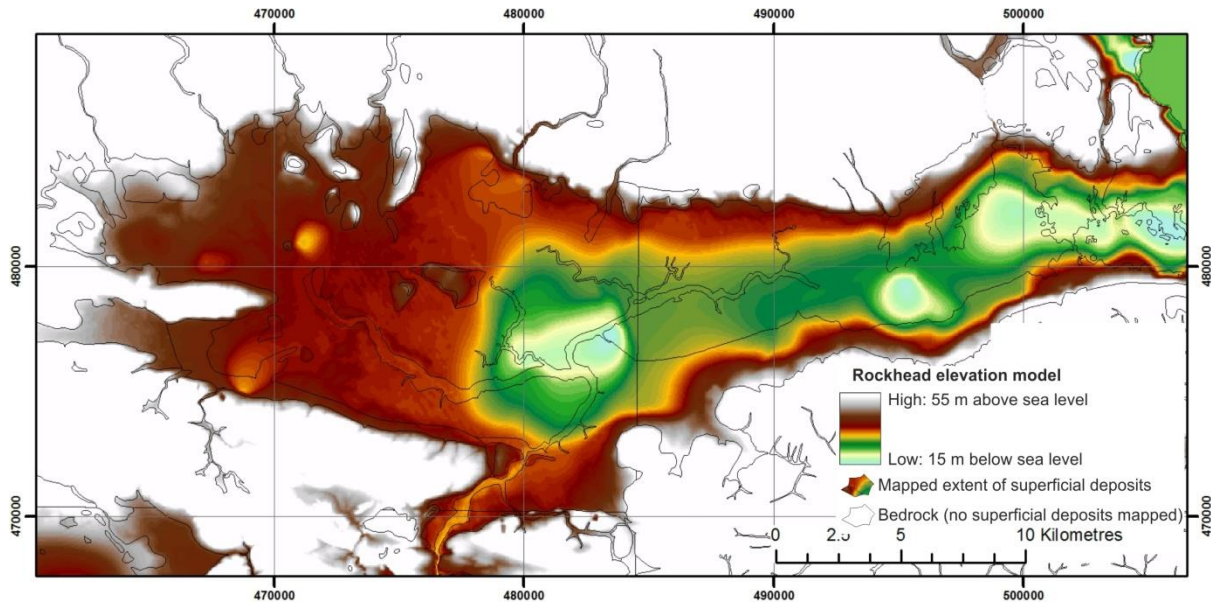 470000 480000 490000 500000
480000 480000
470000 470000
Rockhead elevation model
High: 55 m above sea level
Low: 15 m below sea level
Mapped extent of superficial deposits
Bedrock (no superficial deposits mapped)
0 2.5 5 10 Kilometres
470000 480000 490000 500000